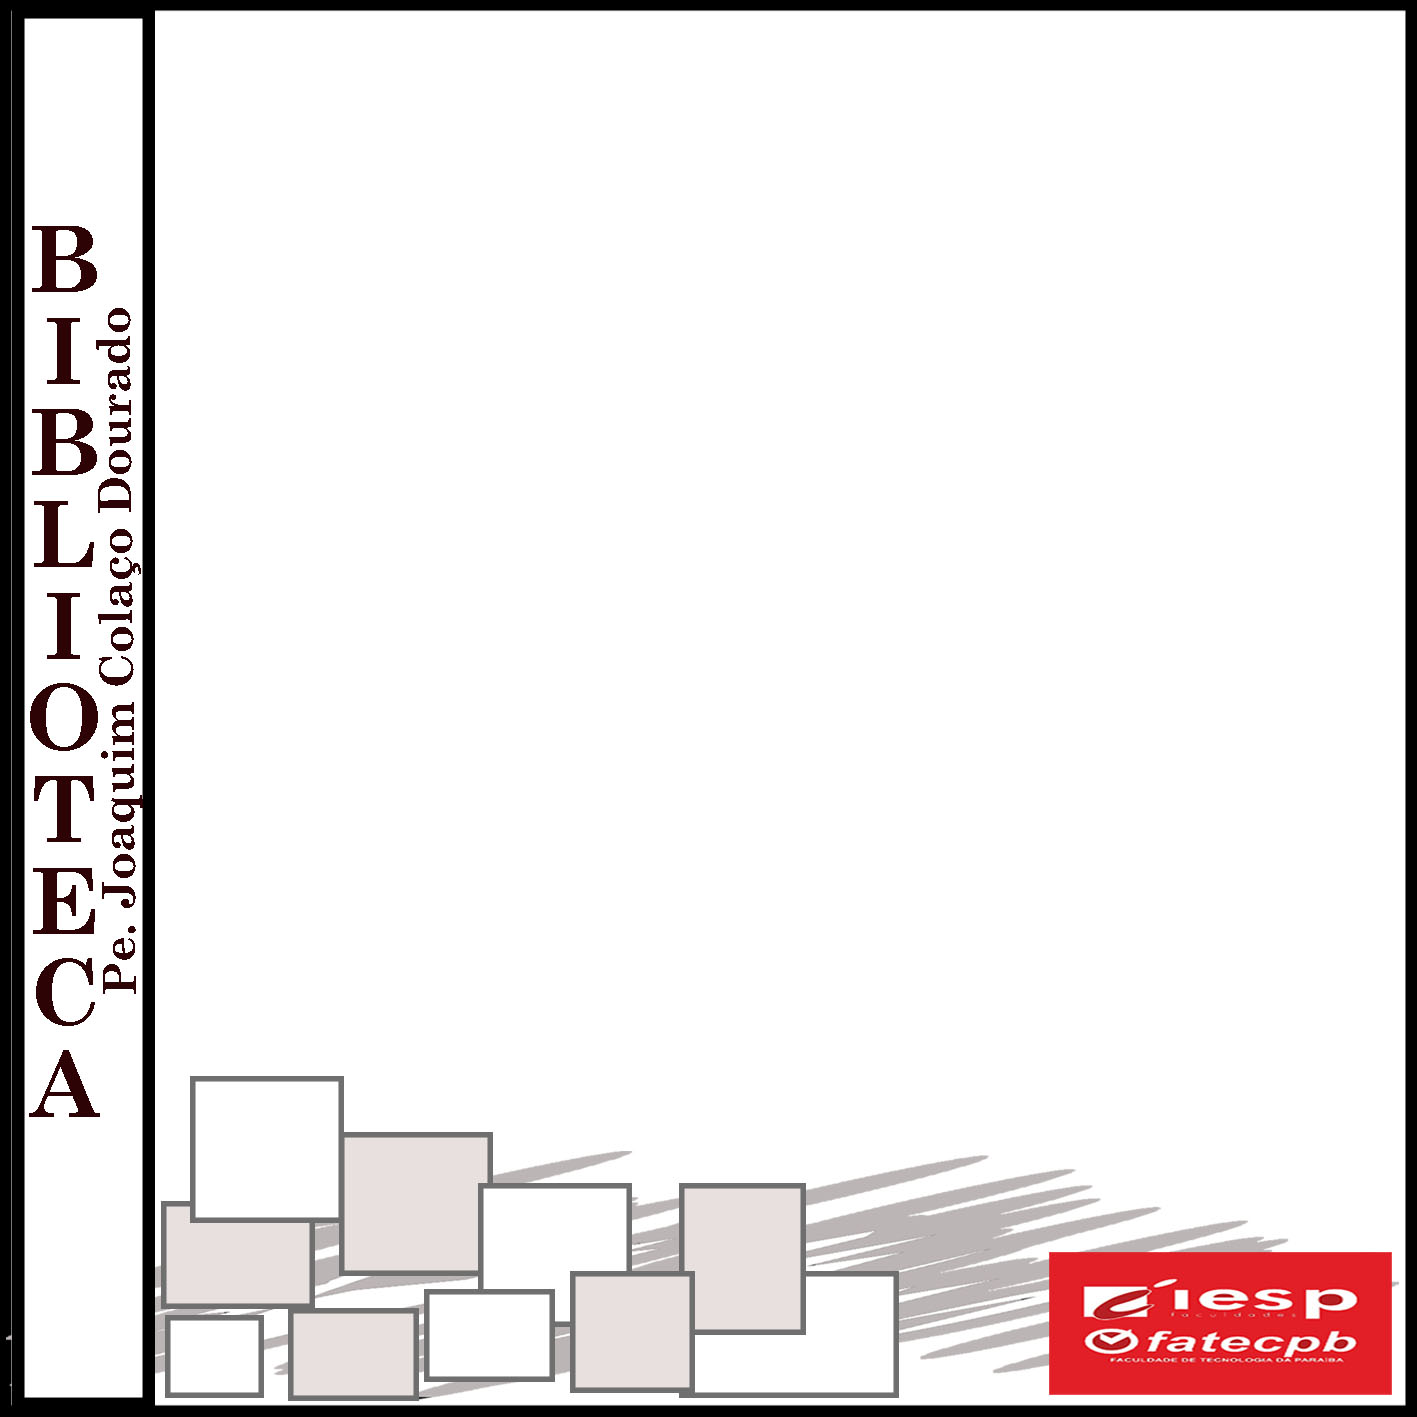 BIBLIOTECA
Pe. Joaquim Colaço Dourado
iesp
faculdades
fatecpb
FACULDADE DE TECNOLOGIA DA PARAÍBA